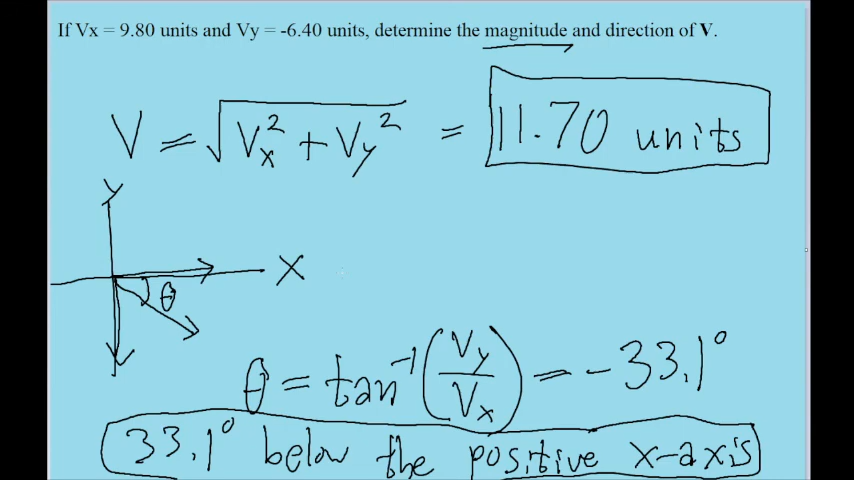 If Vx = 9.80 units and Vy = -6.40 units, determine the magnitude and direction of V.
V = √(Vx² + Vy²) = 11.70 units
Y
X
θ
θ = tan⁻¹(Vy/Vx) = -33.1°
33.1° below the positive x-axis